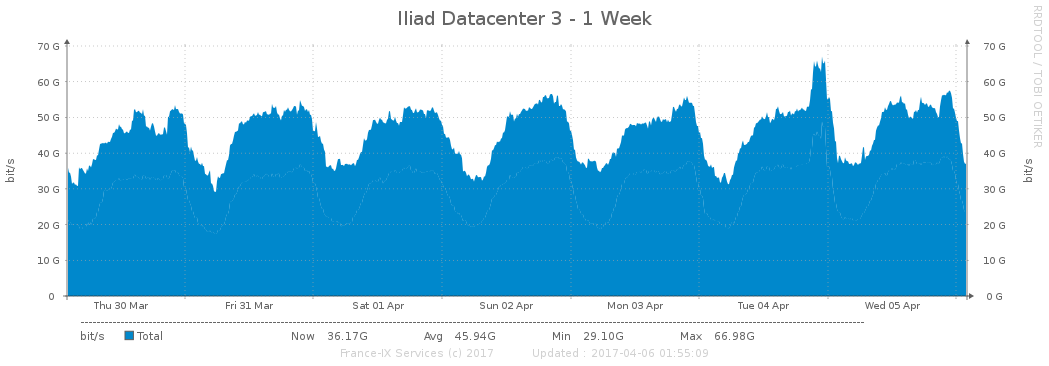 Iliad Datacenter 3 - 1 Week
RRDTOOL / TOBI OETIKER
70 G 70 G
60 G 60 G
50 G 50 G
40 G 40 G
30 G 30 G
20 G 20 G
10 G 10 G
0 0 G
bit/s
bit/s
Thu 30 Mar Fri 31 Mar Sat 01 Apr Sun 02 Apr Mon 03 Apr Tue 04 Apr Wed 05 Apr
bit/s Total Now 36.17G Avg 45.94G Min 29.10G Max 66.98G
France-IX Services (c) 2017 Updated : 2017-04-06 01:55:09